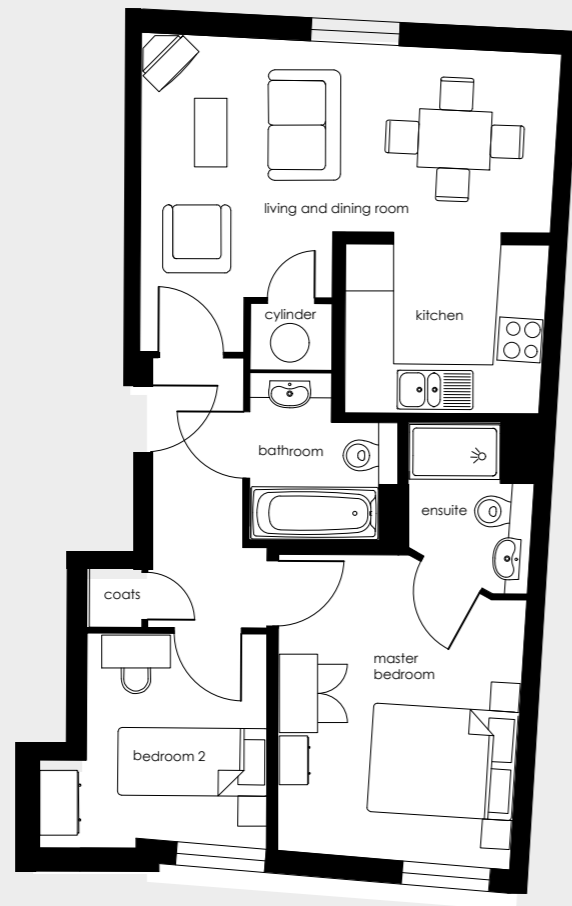 living and dining room
cylinder
kitchen
bathroom
ensuite
coats
master
bedroom
bedroom 2